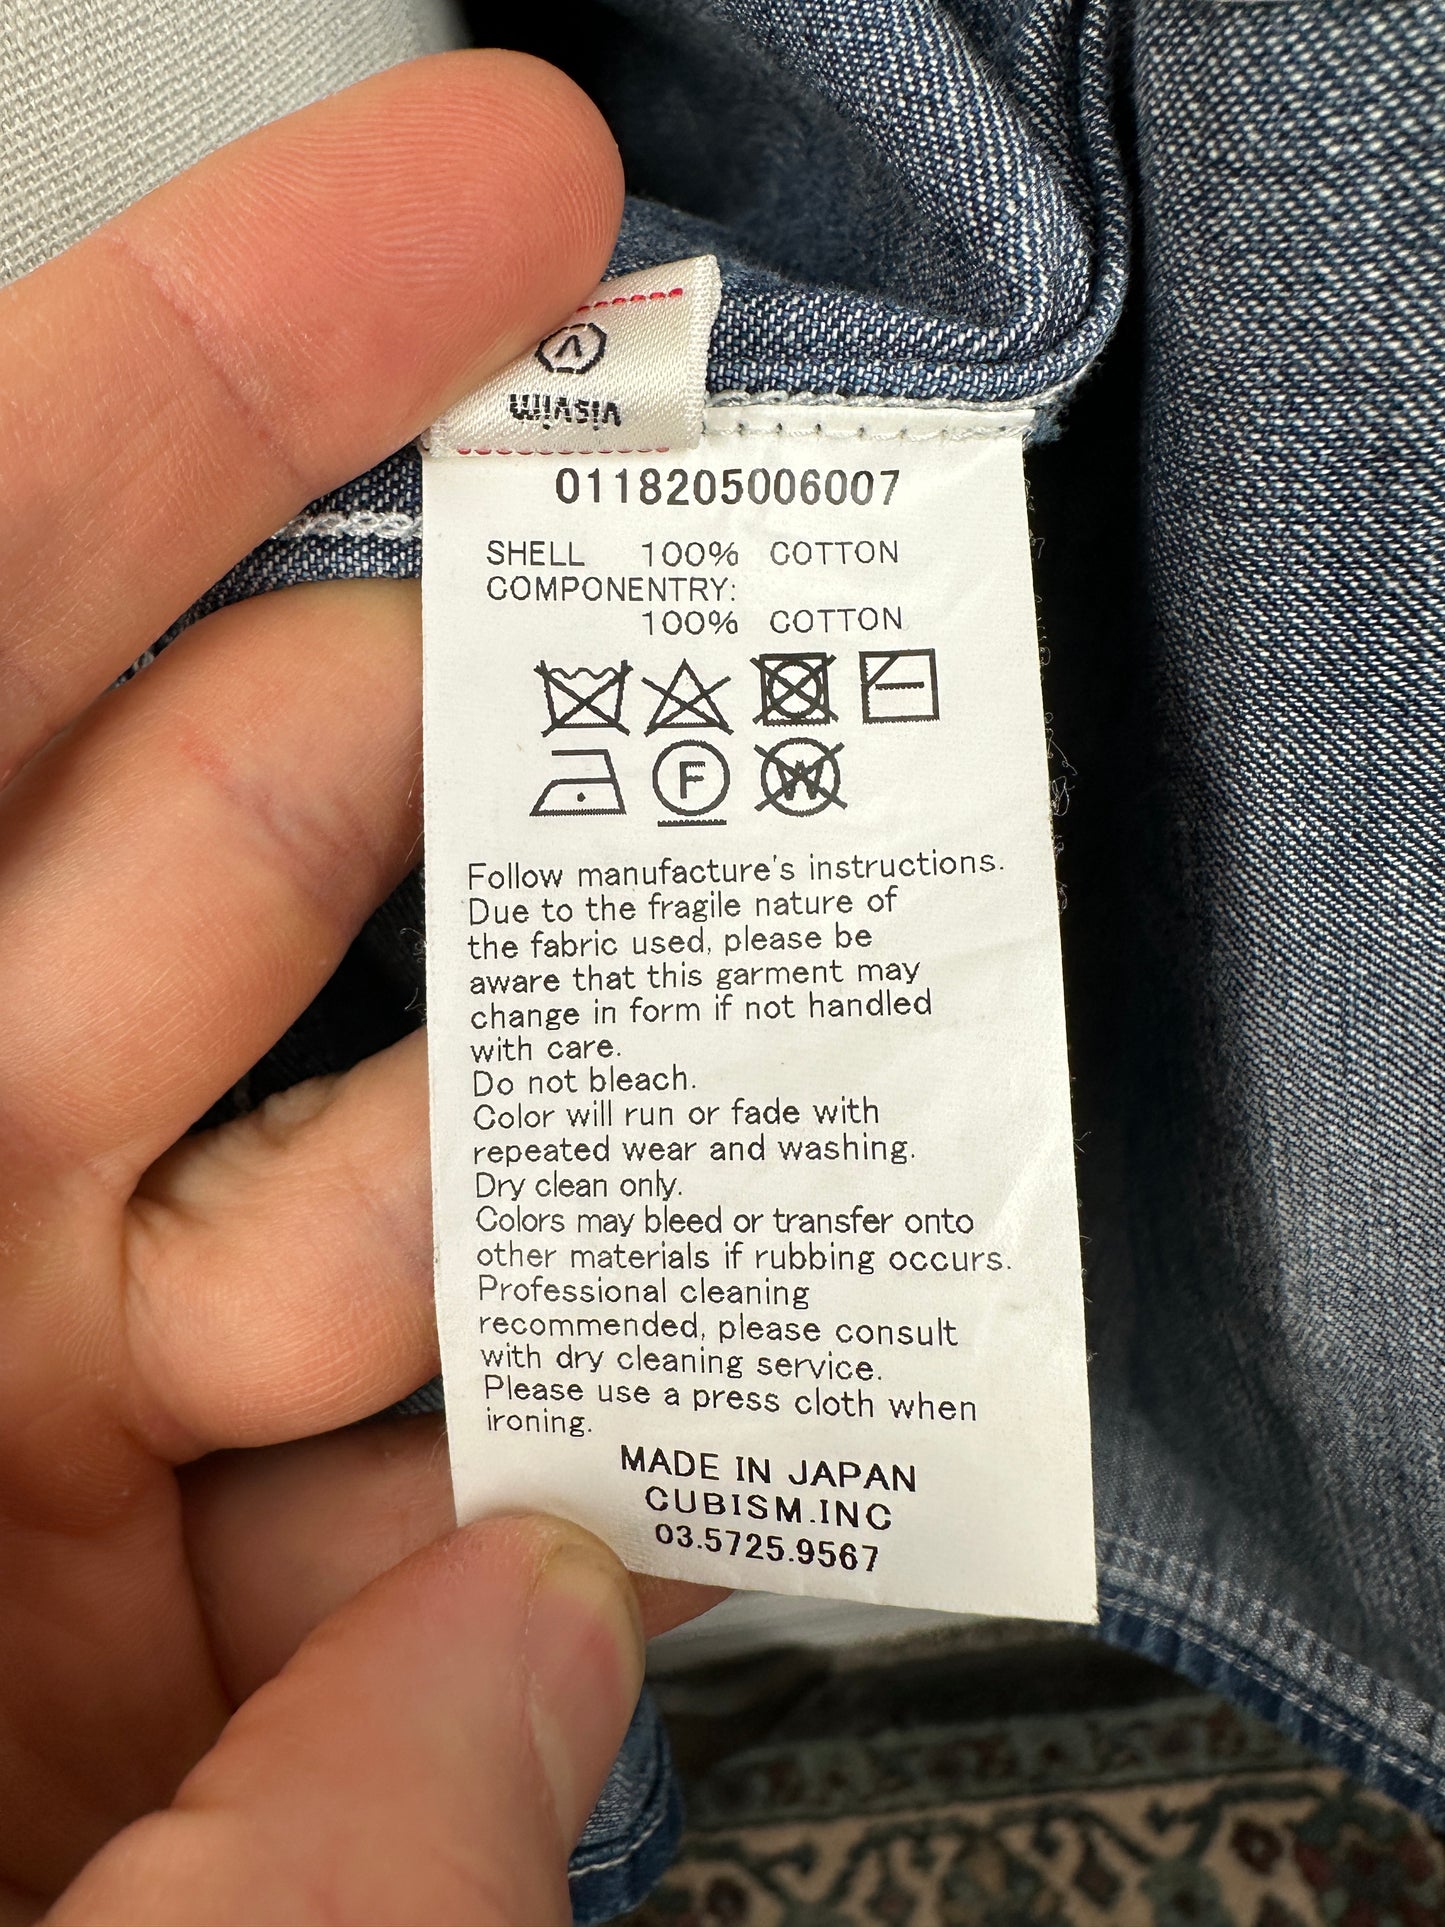 visvim
0118205006007
SHELL 100% COTTON
COMPONENTRY:
100% COTTON
F
W
Follow manufacture's instructions.
Due to the fragile nature of
the fabric used, please be
aware that this garment may
change in form if not handled
with care.
Do not bleach.
Color will run or fade with
repeated wear and washing.
Dry clean only.
Colors may bleed or transfer onto
other materials if rubbing occurs.
Professional cleaning
recommended, please consult
with dry cleaning service.
Please use a press cloth when
ironing.
MADE IN JAPAN
CUBISM.INC
03.5725.9567